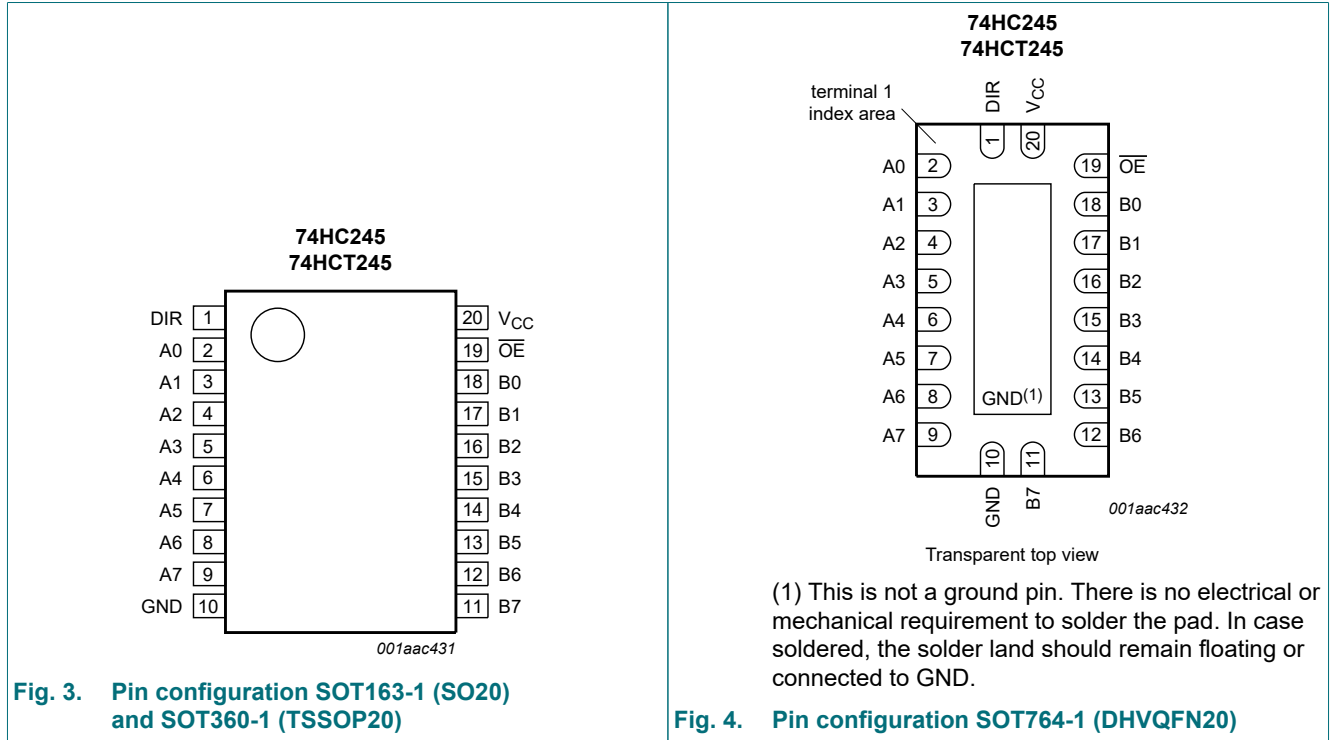 74HC245
74HCT245
DIR 1
A0 2
A1 3
A2 4
A3 5
A4 6
A5 7
A6 8
A7 9
GND 10
20 VCC
19 OE
18 B0
17 B1
16 B2
15 B3
14 B4
13 B5
12 B6
11 B7
001aac431
Fig. 3. Pin configuration SOT163-1 (SO20)
and SOT360-1 (TSSOP20)
74HC245
74HCT245
terminal 1
index area
DIR
VCC
1
20
A0 2
A1 3
A2 4
A3 5
A4 6
A5 7
A6 8
A7 9
19 OE
18 B0
17 B1
16 B2
15 B3
14 B4
13 B5
12 B6
GND(1)
10
11
GND
B7
001aac432
Transparent top view
(1) This is not a ground pin. There is no electrical or
mechanical requirement to solder the pad. In case
soldered, the solder land should remain floating or
connected to GND.
Fig. 4. Pin configuration SOT764-1 (DHVQFN20)